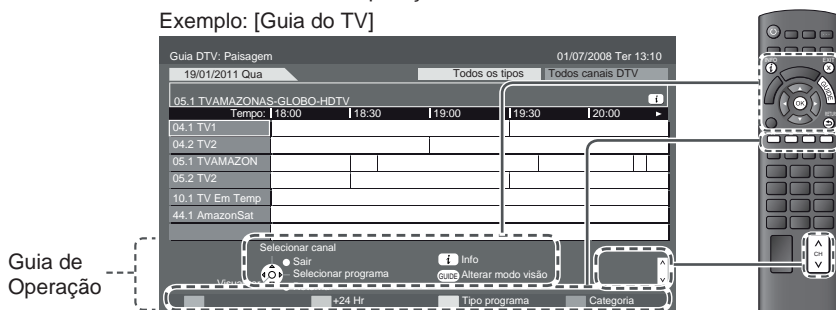 Exemplo: [Guia do TV]
Guia DTV: Paisagem 01/07/2008 Ter 13:10
19/01/2011 Qua Todos os tipos Todos canais DTV
05.1 TVAMAZONAS-GLOBO-HDTV i
Tempo: 18:00 18:30 19:00 19:30 20:00
04.1 TV1
04.2 TV2
05.1 TVAMAZON
05.2 TV2
10.1 TV Em Temp
44.1 AmazonSat
Selecionar canal
Sair i Info
Selecionar programa GUIDE Alterar modo visão
+24 Hr Tipo programa Categoria
Guia de
Operação
INFO EXIT
i X
GUIDE
OK
CH